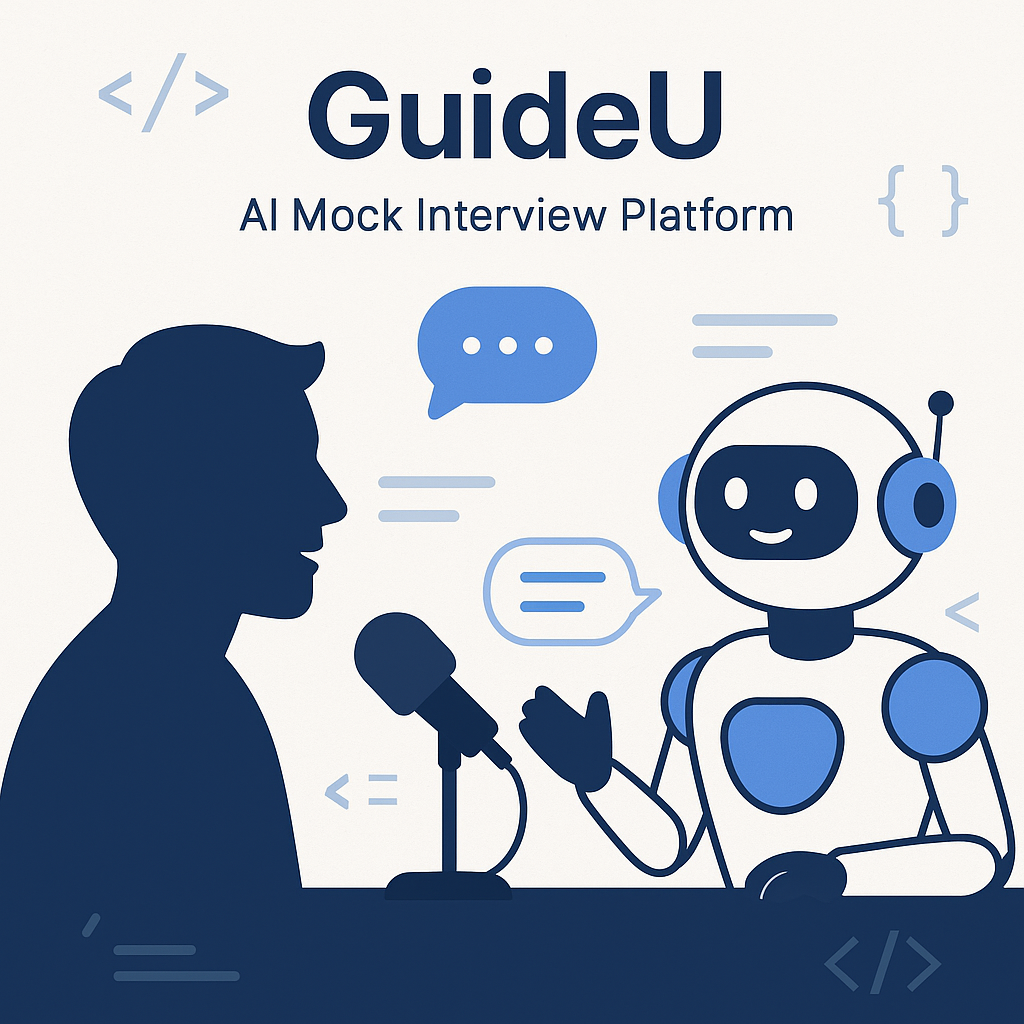 </>
GuideU
AI Mock Interview Platform
{ }
<
< =
</>